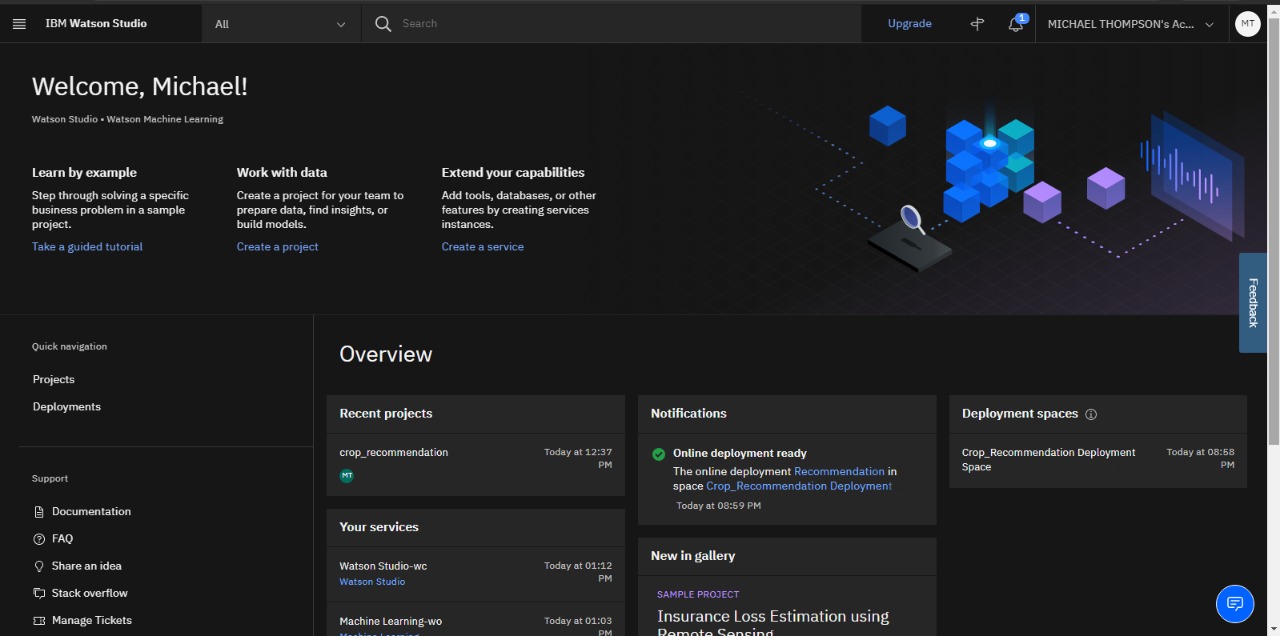 IBM Watson Studio
All
Search
Upgrade
1
MICHAEL THOMPSON's Ac...
MT
Welcome, Michael!
Watson Studio • Watson Machine Learning
Learn by example
Step through solving a specific
business problem in a sample
project.
Take a guided tutorial
Work with data
Create a project for your team to
prepare data, find insights, or
build models.
Create a project
Extend your capabilities
Add tools, databases, or other
features by creating services
instances.
Create a service
Feedback
Quick navigation
Projects
Deployments
Support
Documentation
FAQ
Share an idea
Stack overflow
Manage Tickets
Overview
Recent projects
crop_recommendation
Today at 12:37
PM
MT
Your services
Watson Studio-wc
Today at 01:12
PM
Watson Studio
Machine Learning-wo
Today at 01:03
PM
Machine Learning
Notifications
Online deployment ready
The online deployment Recommendation in
space Crop_Recommendation Deployment
Today at 08:59 PM
New in gallery
SAMPLE PROJECT
Insurance Loss Estimation using
Remote Sensing
Deployment spaces
Crop_Recommendation Deployment
Space
Today at 08:58
PM